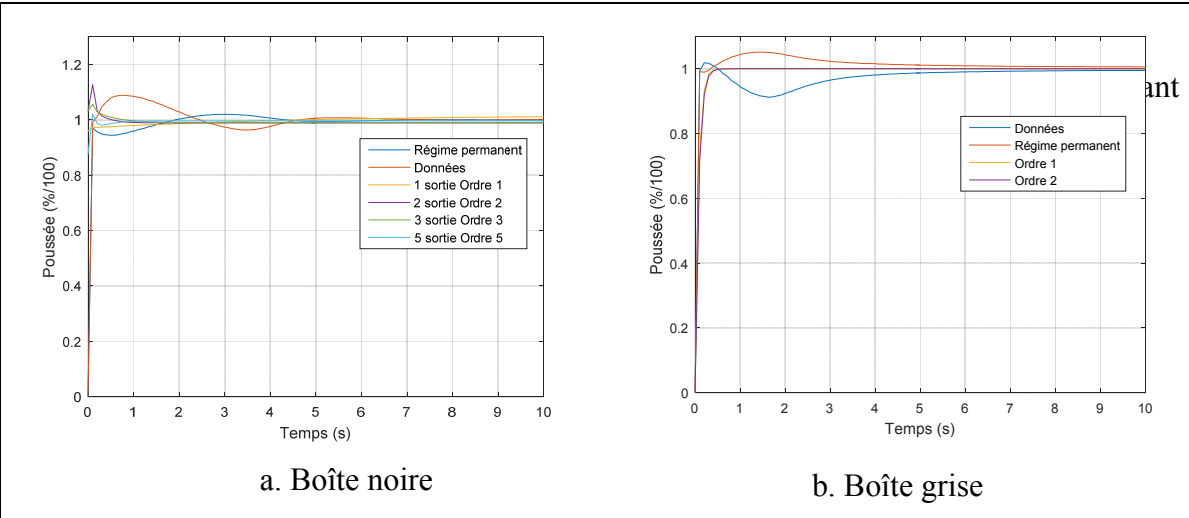 1.2
1
0.8
0.6
0.4
0.2
0
Poussée (%/100)
Régime permanent
Données
1 sortie Ordre 1
2 sortie Ordre 2
3 sortie Ordre 3
5 sortie Ordre 5
0 1 2 3 4 5 6 7 8 9 10
Temps (s)
a. Boîte noire
1
0.8
0.6
0.4
0.2
0
Poussée (%/100)
ant
Données
Régime permanent
Ordre 1
Ordre 2
0 1 2 3 4 5 6 7 8 9 10
Temps (s)
b. Boîte grise